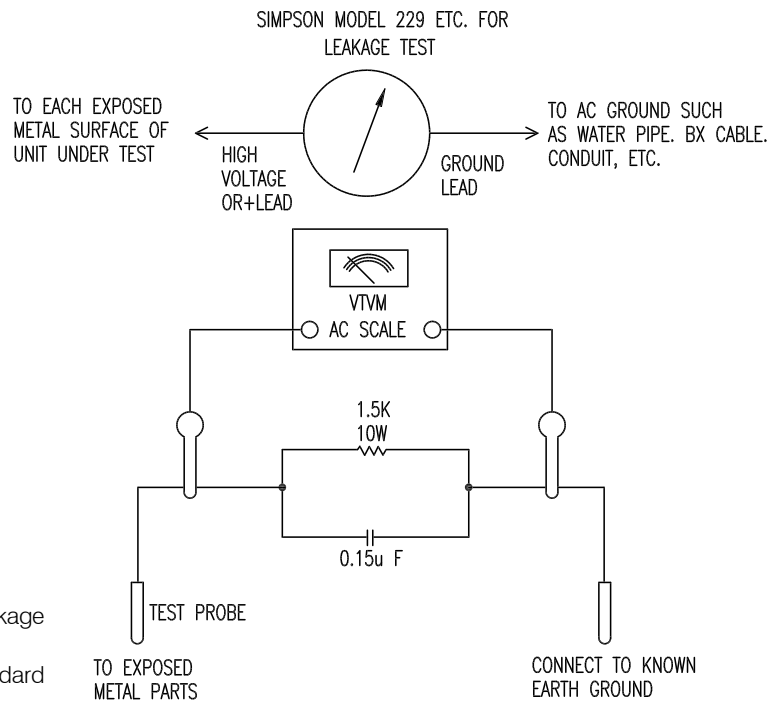 SIMPSON MODEL 229 ETC. FOR
LEAKAGE TEST
TO EACH EXPOSED
METAL SURFACE OF
UNIT UNDER TEST
HIGH
VOLTAGE
OR+LEAD
GROUND
LEAD
TO AC GROUND SUCH
AS WATER PIPE. BX CABLE.
CONDUIT, ETC.
VTVM
AC SCALE
1.5K
10W
0.15u F
kage
TEST PROBE
dard
TO EXPOSED
METAL PARTS
CONNECT TO KNOWN
EARTH GROUND